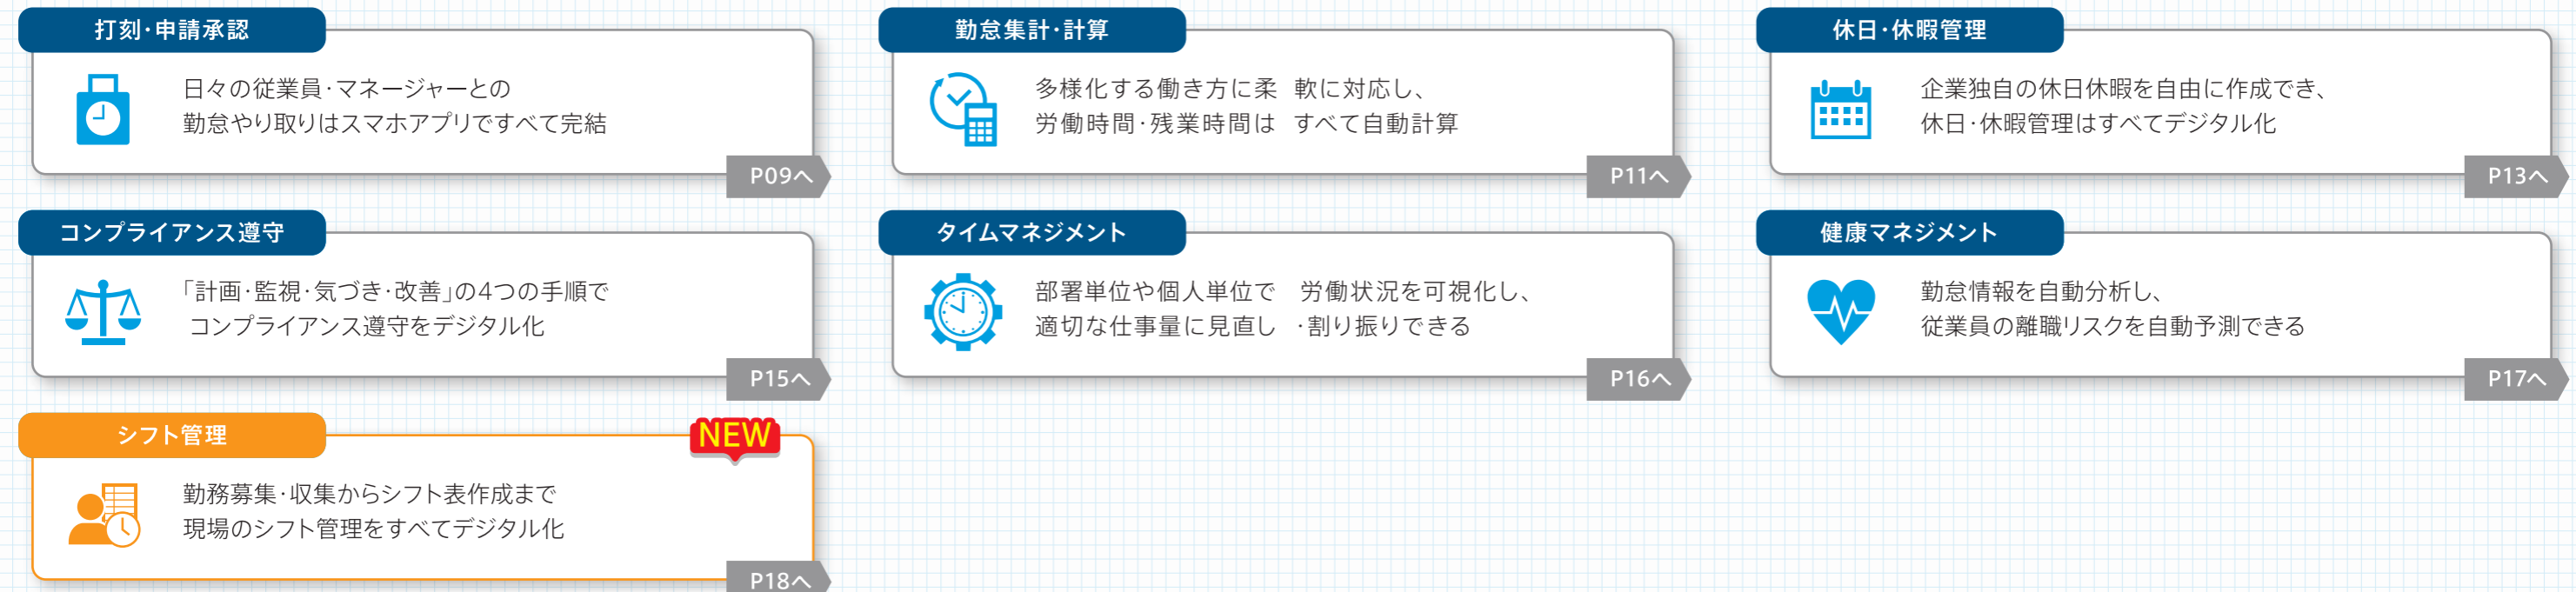 打刻・申請承認
日々の従業員・マネージャーとの
勤怠やり取りはスマホアプリですべて完結
P09へ
勤怠集計・計算
多様化する働き方に柔 軟に対応し、
労働時間・残業時間は すべて自動計算
P11へ
休日・休暇管理
企業独自の休日休暇を自由に作成でき、
休日・休暇管理はすべてデジタル化
P13へ
コンプライアンス遵守
「計画・監視・気づき・改善」の4つの手順で
コンプライアンス遵守をデジタル化
P15へ
タイムマネジメント
部署単位や個人単位で 労働状況を可視化し、
適切な仕事量に見直し ・割り振りできる
P16へ
健康マネジメント
勤怠情報を自動分析し、
従業員の離職リスクを自動予測できる
P17へ
シフト管理
NEW
勤務募集・収集からシフト表作成まで
現場のシフト管理をすべてデジタル化
P18へ